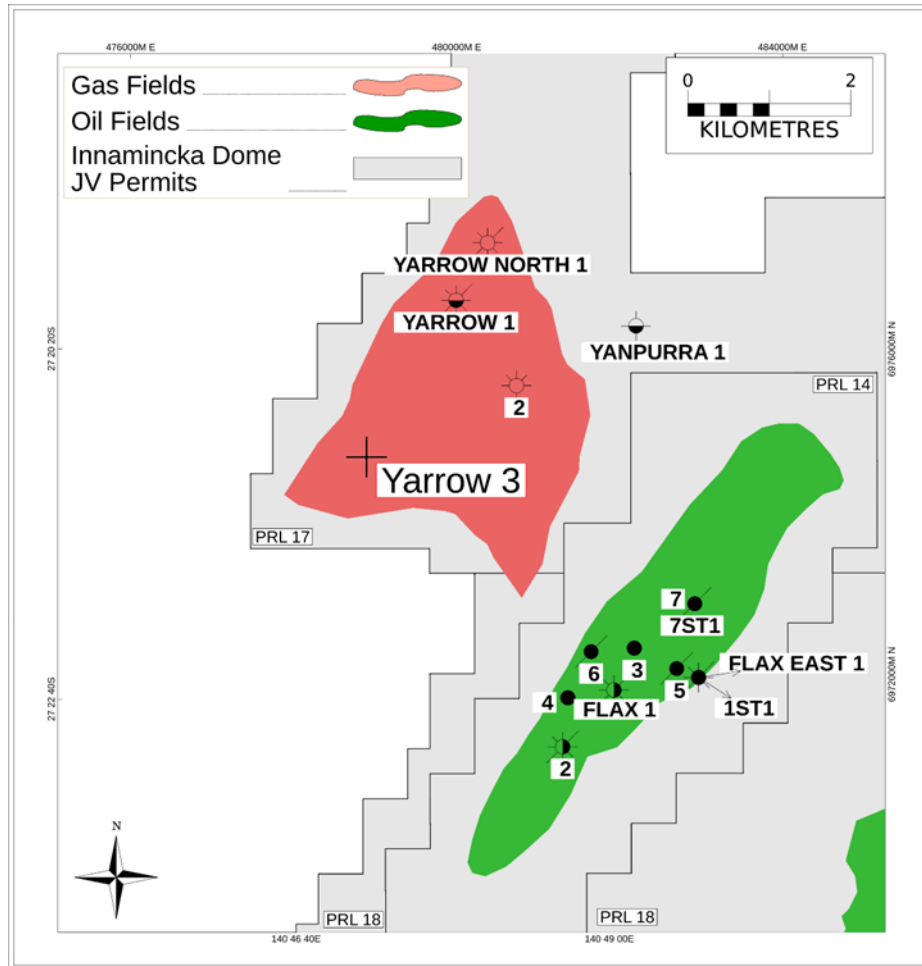 476000M E
480000M E
484000M E
Gas Fields
Oil Fields
Innamincka Dome
JV Permits
0
2
KILOMETRES
YARROW NORTH 1
YARROW 1
YANPURRA 1
27 20 20S
6976000M N
PRL 14
2
Yarrow 3
PRL 17
7
7ST1
6
3
FLAX EAST 1
5
4
FLAX 1
1ST1
27 22 40S
6972000M N
2
N
PRL 18
PRL 18
140 46 40E
140 49 00E